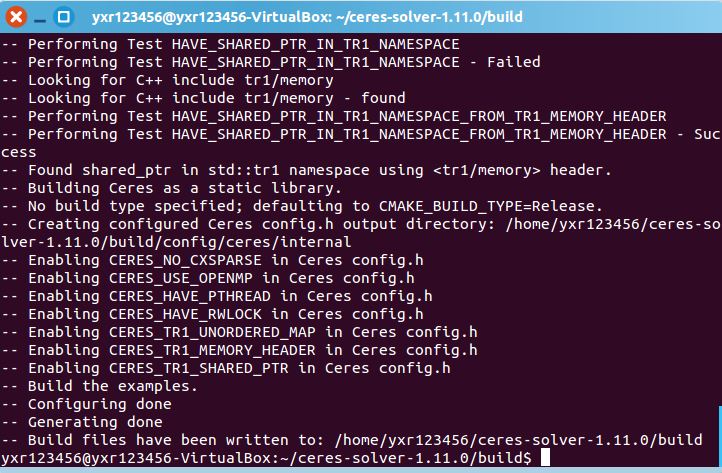 yxr123456@yxr123456-VirtualBox: ~/ceres-solver-1.11.0/build
-- Performing Test HAVE_SHARED_PTR_IN_TR1_NAMESPACE
-- Performing Test HAVE_SHARED_PTR_IN_TR1_NAMESPACE - Failed
-- Looking for C++ include tr1/memory
-- Looking for C++ include tr1/memory - found
-- Performing Test HAVE_SHARED_PTR_IN_TR1_NAMESPACE_FROM_TR1_MEMORY_HEADER
-- Performing Test HAVE_SHARED_PTR_IN_TR1_NAMESPACE_FROM_TR1_MEMORY_HEADER - Suc
cess
-- Found shared_ptr in std::tr1 namespace using <tr1/memory> header.
-- Building Ceres as a static library.
-- No build type specified; defaulting to CMAKE_BUILD_TYPE=Release.
-- Creating configured Ceres config.h output directory: /home/yxr123456/ceres-so
lver-1.11.0/build/config/ceres/internal
-- Enabling CERES_NO_CXSPARSE in Ceres config.h
-- Enabling CERES_USE_OPENMP in Ceres config.h
-- Enabling CERES_HAVE_PTHREAD in Ceres config.h
-- Enabling CERES_HAVE_RWLOCK in Ceres config.h
-- Enabling CERES_TR1_UNORDERED_MAP in Ceres config.h
-- Enabling CERES_TR1_MEMORY_HEADER in Ceres config.h
-- Enabling CERES_TR1_SHARED_PTR in Ceres config.h
-- Build the examples.
-- Configuring done
-- Generating done
-- Build files have been written to: /home/yxr123456/ceres-solver-1.11.0/build
yxr123456@yxr123456-VirtualBox:~/ceres-solver-1.11.0/build$